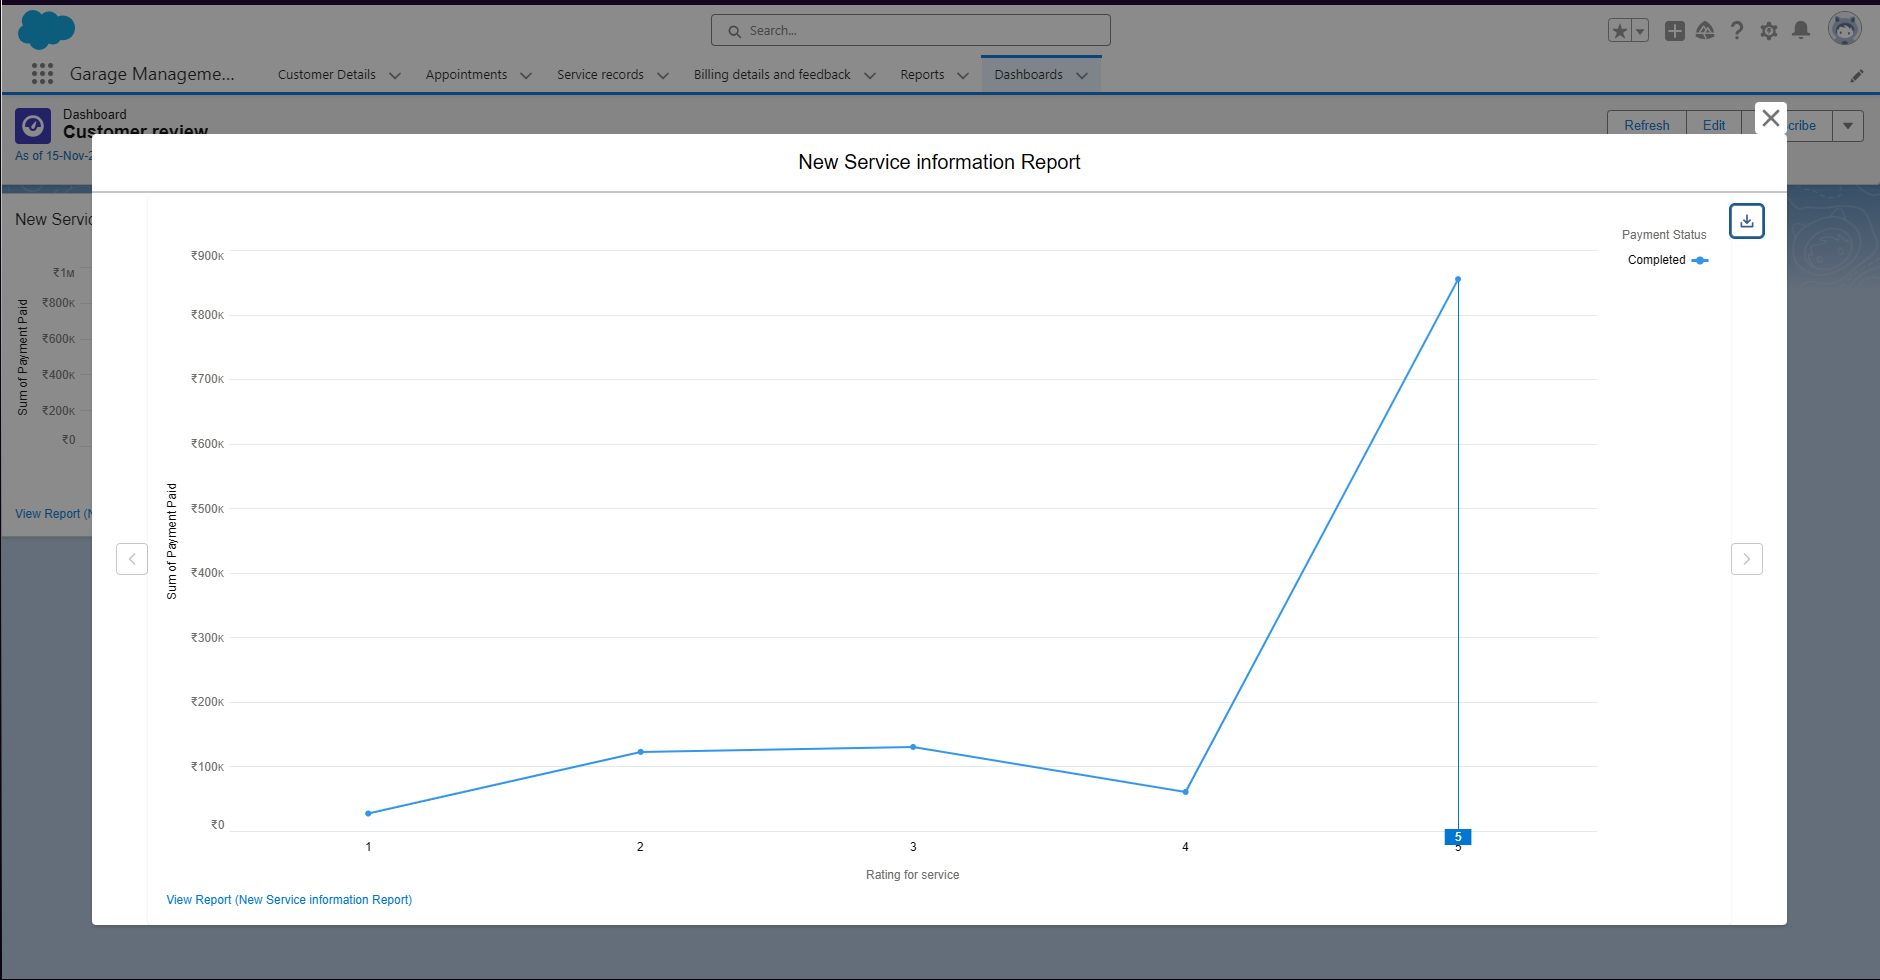 Search...
Garage Manageme...
Customer Details
Appointments
Service records
Billing details and feedback
Reports
Dashboards
Dashboard
Customer review
As of 15-Nov-2
Refresh
Edit
cribe
New Service information Report
New Servic
₹1M
₹800K
₹600K
₹400K
₹200K
₹0
Sum of Payment Paid
View Report (N
Payment Status
Completed
₹900K
₹800K
₹700K
₹600K
₹500K
₹400K
₹300K
₹200K
₹100K
₹0
Sum of Payment Paid
5
1 2 3 4 5
Rating for service
View Report (New Service information Report)